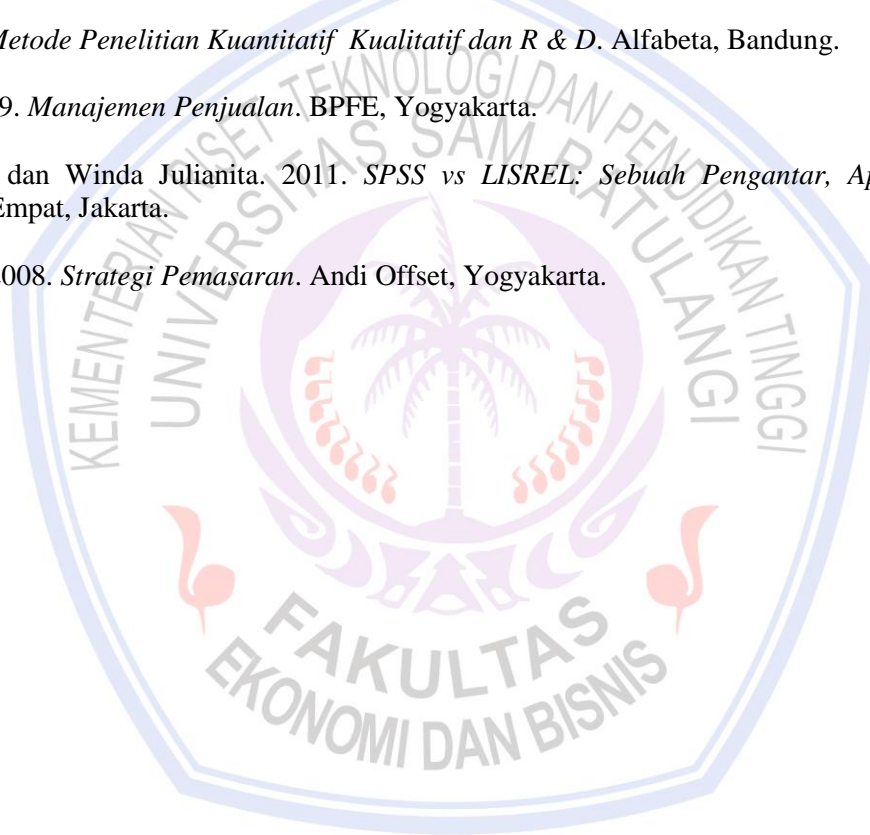 Metode Penelitian Kuantitatif Kualitatif dan R & D. Alfabeta, Bandung.
9. Manajemen Penjualan. BPFE, Yogyakarta.
dan Winda Julianita. 2011. SPSS vs LISREL: Sebuah Pengantar, Ap
Empat, Jakarta.
008. Strategi Pemasaran. Andi Offset, Yogyakarta.
KEMENTERIAN RISET TEKNOLOGI DAN PENDIDIKAN TINGGI
UNIVERSITAS SAM RATULANGI
FAKULTAS
EKONOMI DAN BISNIS